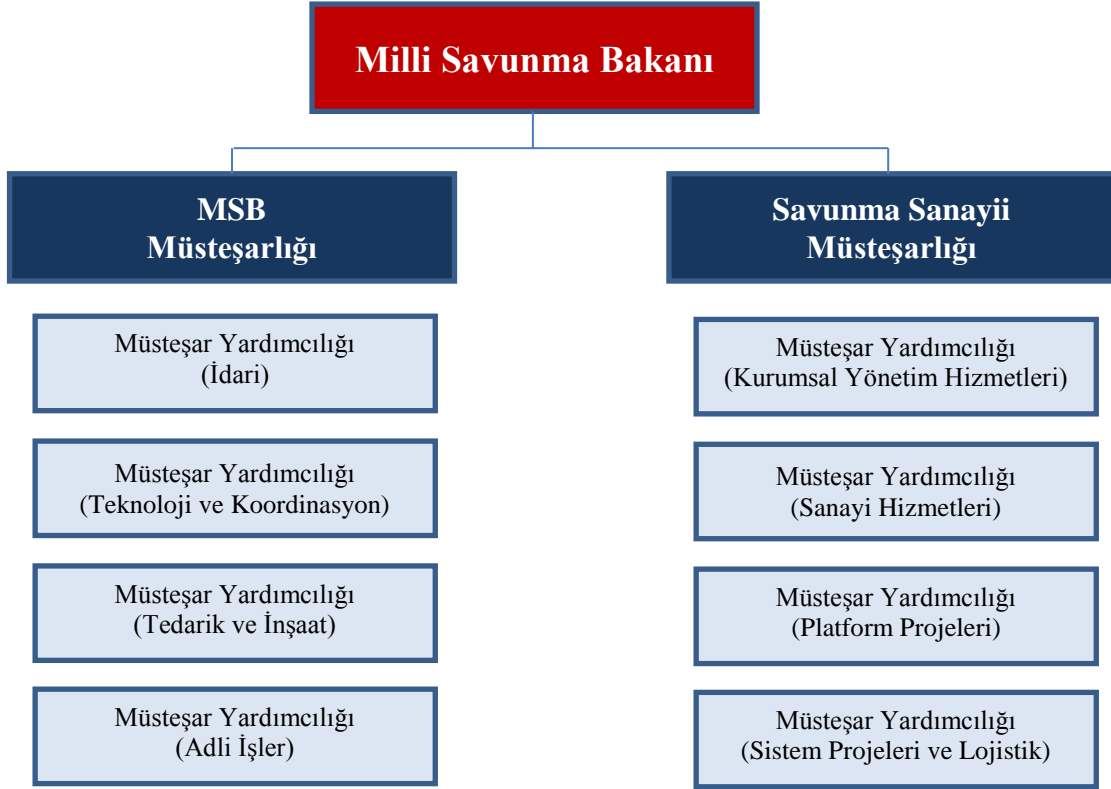 Milli Savunma Bakanı
MSB
Müsteşarlığı
Müsteşar Yardımcılığı
(İdari)
Müsteşar Yardımcılığı
(Teknoloji ve Koordinasyon)
Müsteşar Yardımcılığı
(Tedarik ve İnşaat)
Müsteşar Yardımcılığı
(Adli İşler)
Savunma Sanayii
Müsteşarlığı
Müsteşar Yardımcılığı
(Kurumsal Yönetim Hizmetleri)
Müsteşar Yardımcılığı
(Sanayi Hizmetleri)
Müsteşar Yardımcılığı
(Platform Projeleri)
Müsteşar Yardımcılığı
(Sistem Projeleri ve Lojistik)